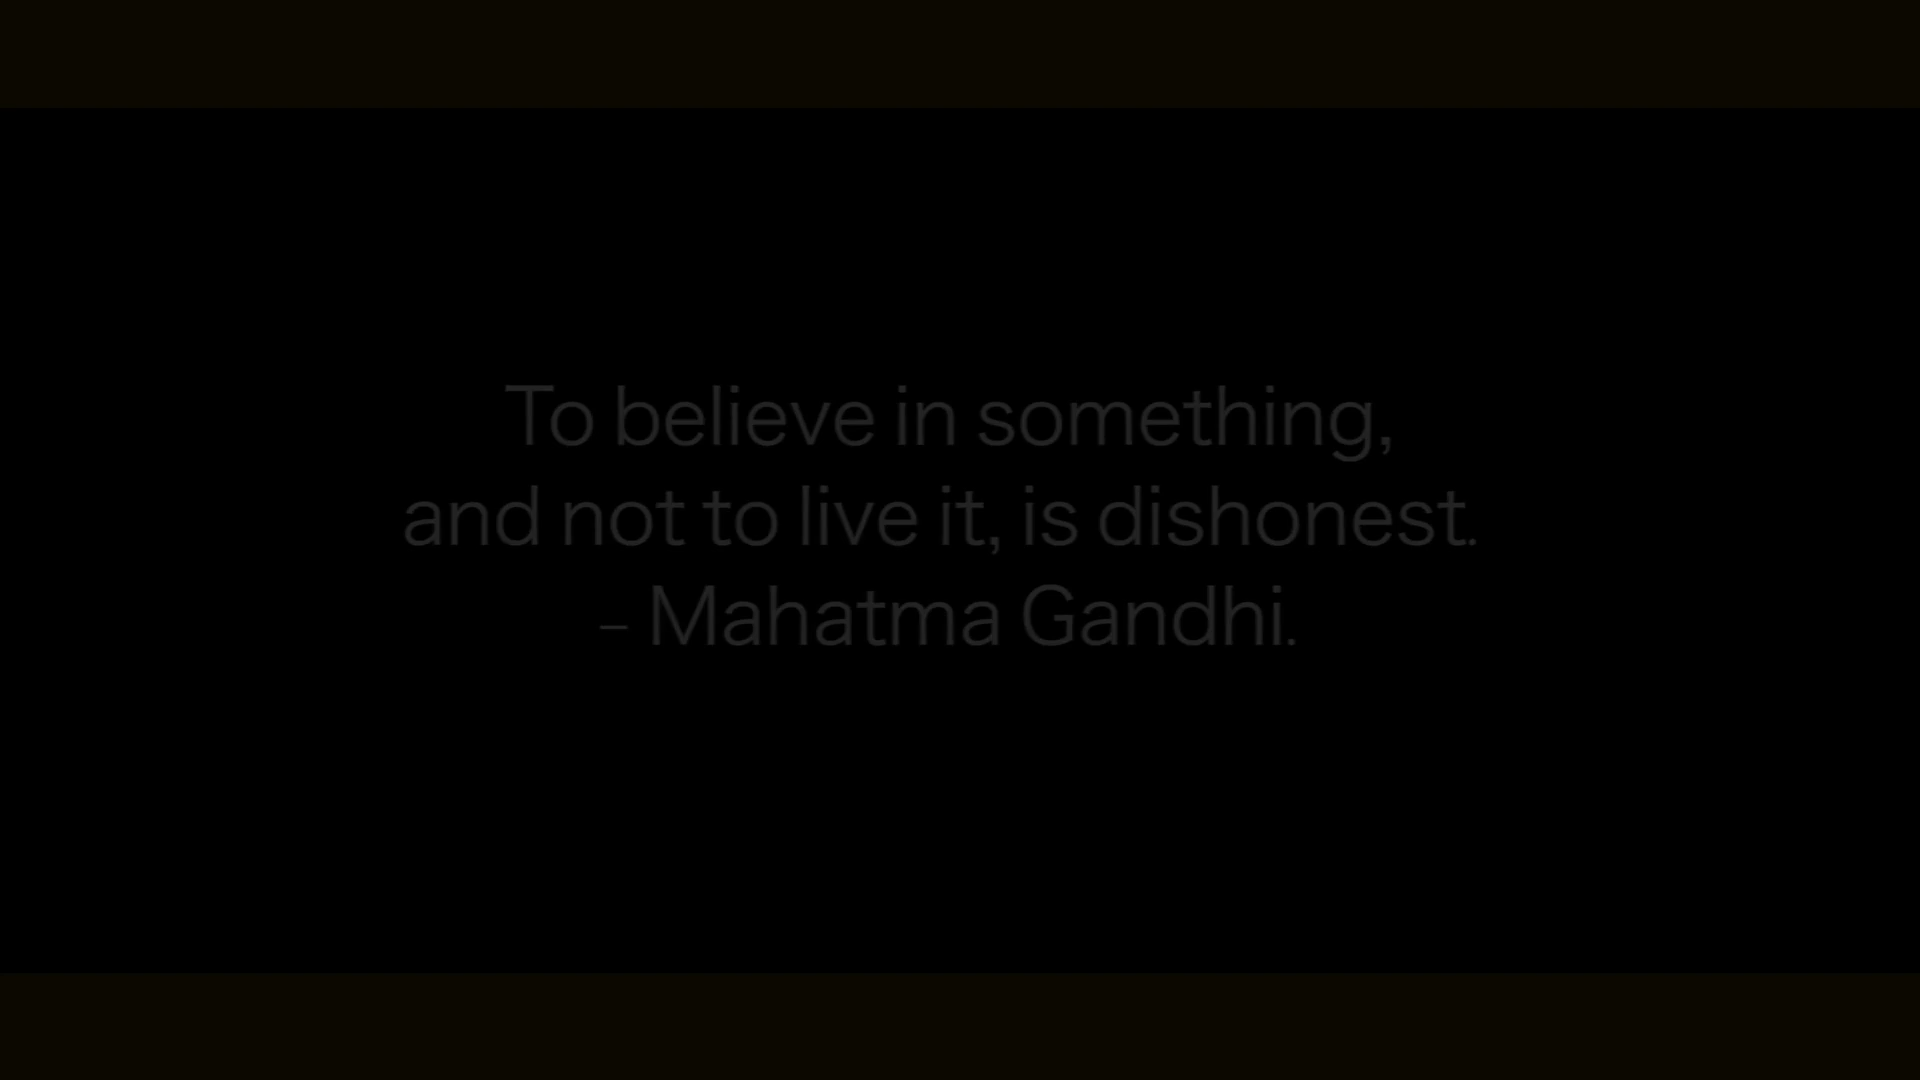 To believe in something,
and not to live it, is dishonest.
– Mahatma Gandhi.